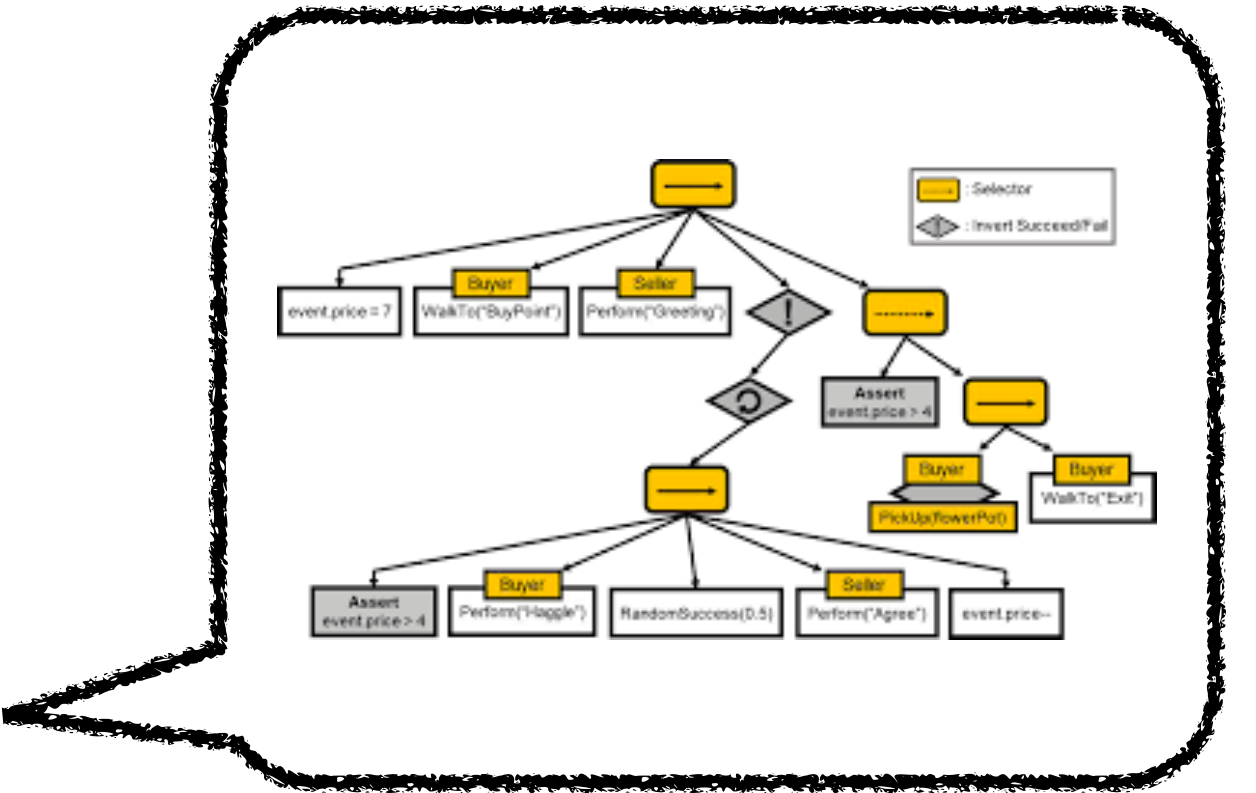 : Selector
: Invert Succeed/Fail
event.price = 7
Buyer
WalkTo("BuyPoint")
Seller
Perform("Greeting")
!
Assert
event.price > 4
Buyer
PickUp(flowerPot)
Buyer
WalkTo("Exit")
Assert
event.price > 4
Buyer
Perform("Haggle")
RandomSuccess(0.5)
Seller
Perform("Agree")
event.price--